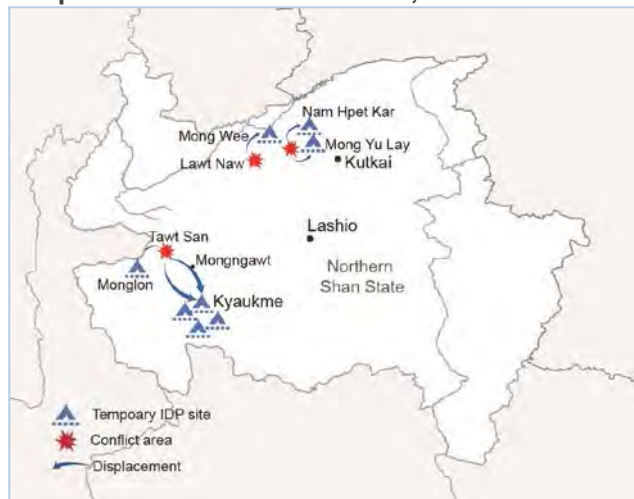 Nam Hpet Kar
Mong Wee
Mong Yu Lay
Lawt Naw
Kutkai
Lashio
Tawt San
Mongngawt
Northern
Shan State
Monglon
Kyaukme
Tempoary IDP site
Conflict area
Displacement